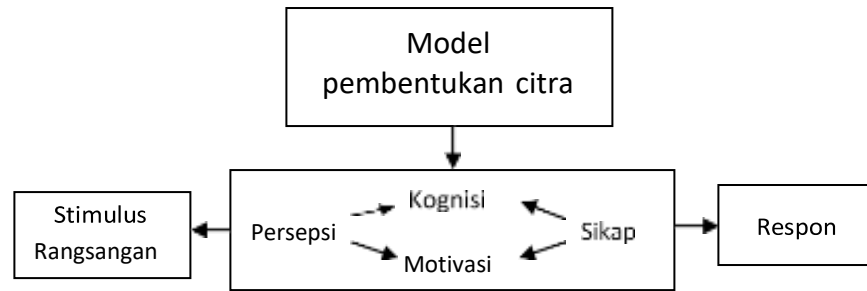 Model
pembentukan citra
Stimulus
Rangsangan
Persepsi
Kognisi
Motivasi
Sikap
Respon